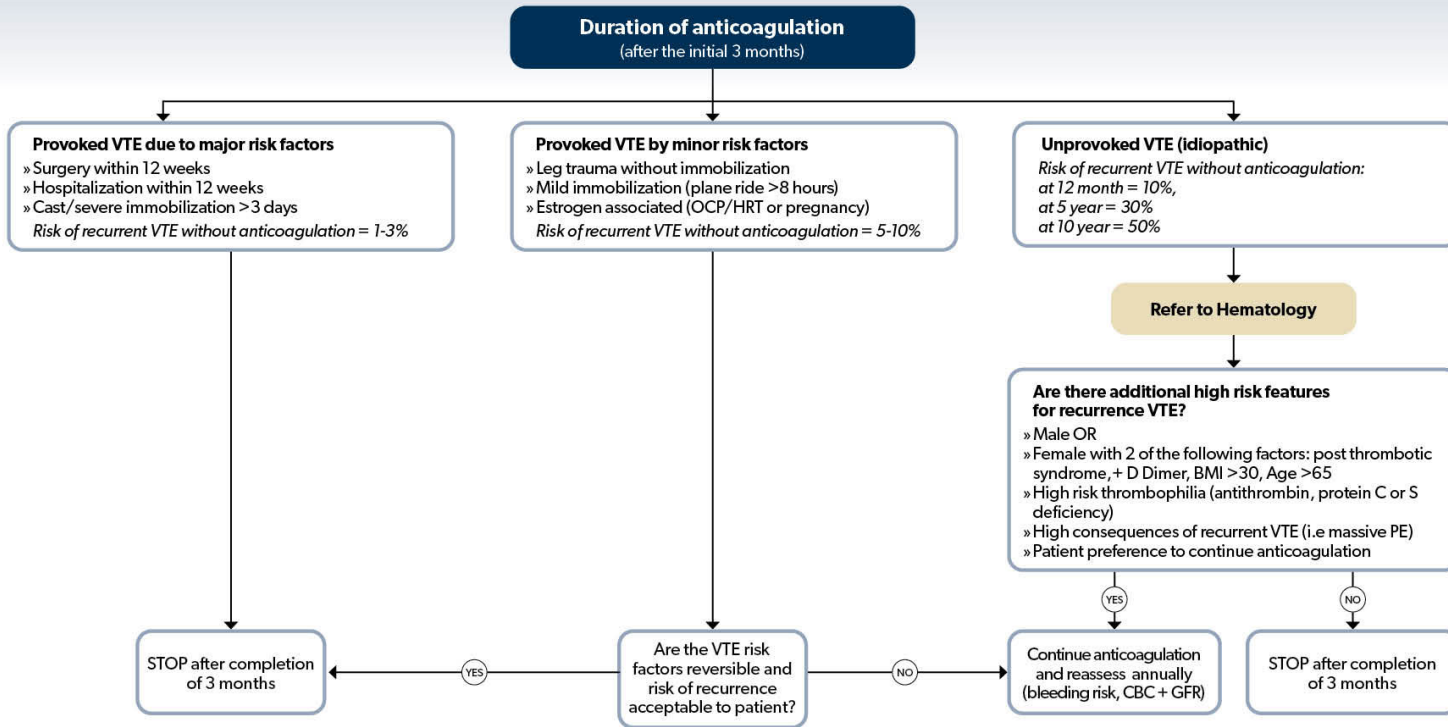 Duration of anticoagulation
(after the initial 3 months)
Provoked VTE due to major risk factors
» Surgery within 12 weeks
» Hospitalization within 12 weeks
» Cast/severe immobilization >3 days
Risk of recurrent VTE without anticoagulation = 1-3%
Provoked VTE by minor risk factors
» Leg trauma without immobilization
» Mild immobilization (plane ride >8 hours)
» Estrogen associated (OCP/HRT or pregnancy)
Risk of recurrent VTE without anticoagulation = 5-10%
Unprovoked VTE (idiopathic)
Risk of recurrent VTE without anticoagulation:
at 12 month = 10%,
at 5 year = 30%
at 10 year = 50%
Refer to Hematology
Are there additional high risk features
for recurrence VTE?
» Male OR
» Female with 2 of the following factors: post thrombotic
syndrome, + D Dimer, BMI >30, Age >65
» High risk thrombophilia (antithrombin, protein C or S
deficiency)
» High consequences of recurrent VTE (i.e massive PE)
» Patient preference to continue anticoagulation
YES
NO
STOP after completion
of 3 months
YES
Are the VTE risk
factors reversible and
risk of recurrence
acceptable to patient?
NO
Continue anticoagulation
and reassess annually
(bleeding risk, CBC + GFR)
STOP after completion
of 3 months